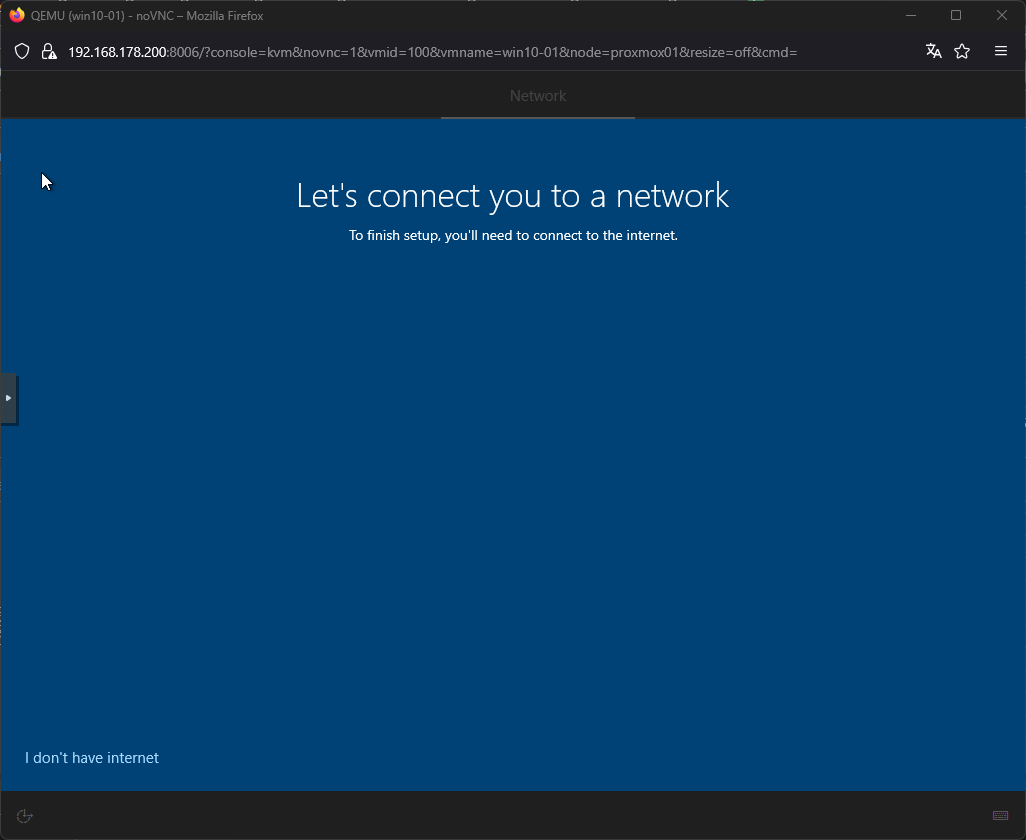 QEMU (win10-01) - noVNC – Mozilla Firefox
192.168.178.200:8006/?console=kvm&novnc=1&vmid=100&vmname=win10-01&node=proxmox01&resize=off&cmd=
Network
Let's connect you to a network
To finish setup, you'll need to connect to the internet.
I don't have internet